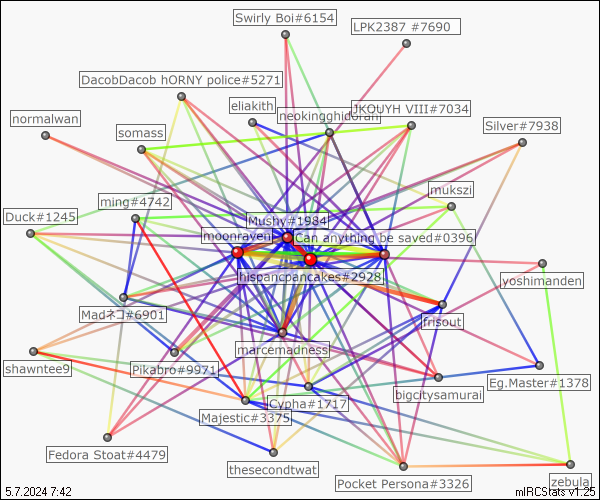 Swirly Boi#6154
LPK2387 #7690
DacobDacob hORNY police#5271
eliakith
neokingghidorah
JKOUYH VIII#7034
normalwan
somass
Silver#7938
mukszi
ming#4742
Duck#1245
Mushy#1984
moonraven
Can anything be saved#0396
hispancpancakes#2928
yoshimanden
Madネコ#6901
frisout
marcemadness
shawntee9
Pikabro#9971
Eg.Master#1378
bigcitysamurai
Cypha#1717
Majestic#3375
Fedora Stoat#4479
thesecondtwat
Pocket Persona#3326
zebula
5.7.2024 7:42
mIRCStats v1.25